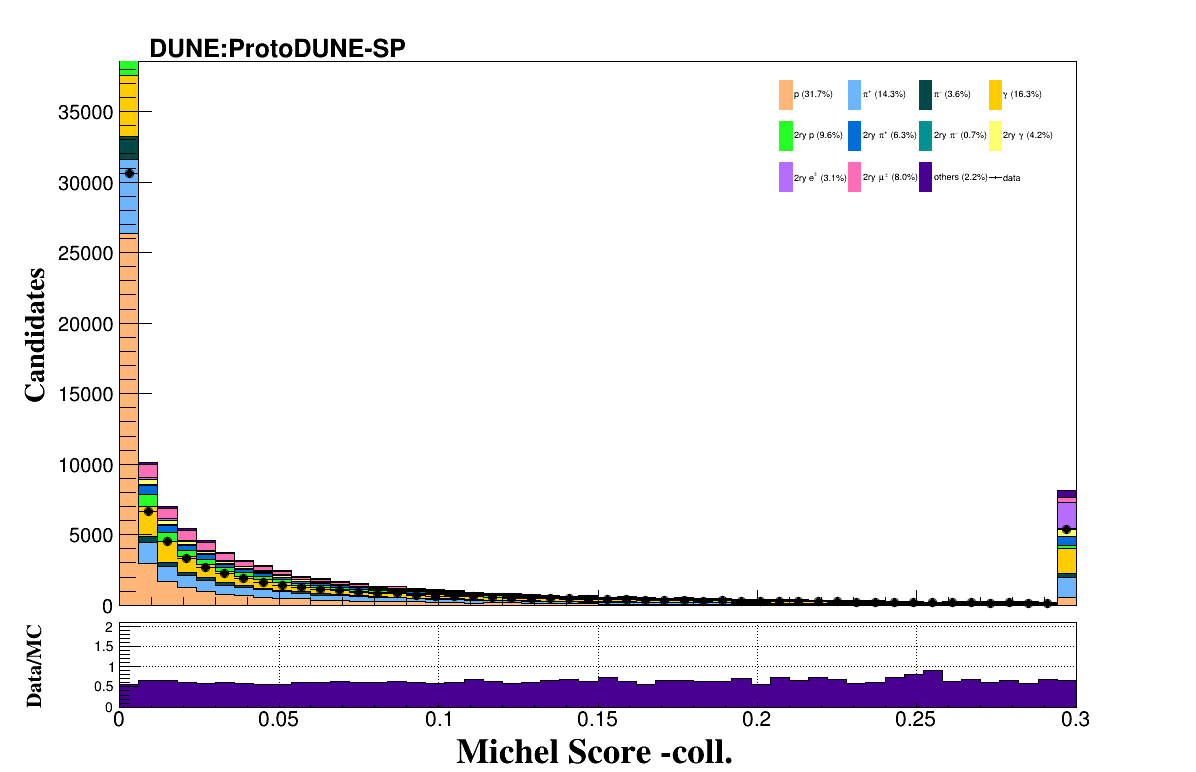 DUNE:ProtoDUNE-SP
p (31.7%) π⁺ (14.3%) π⁻ (3.6%) γ (16.3%)
2ry p (9.6%) 2ry π⁺ (6.3%) 2ry π⁻ (0.7%) 2ry γ (4.2%)
2ry e± (3.1%) 2ry μ± (8.0%) others (2.2%) data
Candidates
35000
30000
25000
20000
15000
10000
5000
0
Data/MC
2
1.5
1
0.5
0
0 0.05 0.1 0.15 0.2 0.25 0.3
Michel Score -coll.